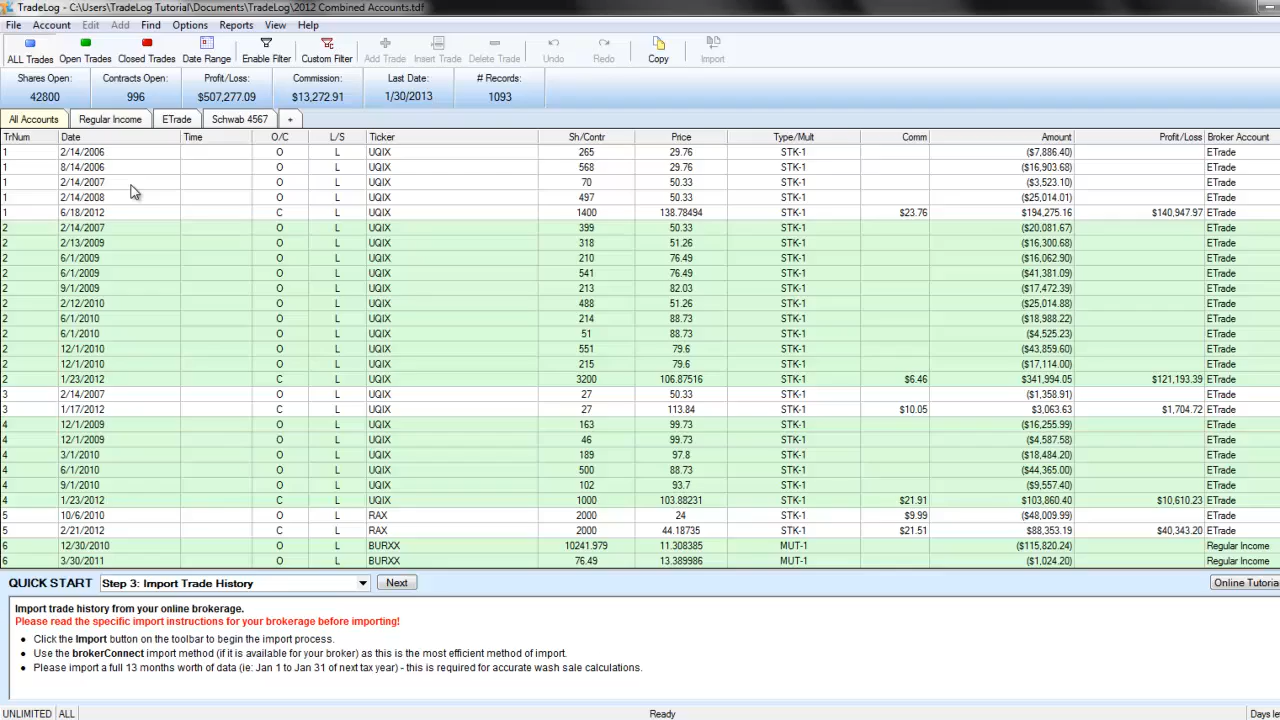 TradeLog - C:\Users\TradeLog Tutorial\Documents\TradeLog\2012 Combined Accounts.tdf
File Account Edit Add Find Options Reports View Help
ALL Trades Open Trades Closed Trades Date Range Enable Filter Custom Filter Add Trade Insert Trade Delete Trade Undo Redo Copy Import
Shares Open: Contracts Open: Profit/Loss: Commission: Last Date: # Records:
42800 996 $507,277.09 $13,272.91 1/30/2013 1093
All Accounts Regular Income ETrade Schwab 4567 +
TrNum Date Time O/C L/S Ticker Sh/Contr Price Type/Mult Comm Amount Profit/Loss Broker Account
1 2/14/2006 O L UQIX 265 29.76 STK-1 ($7,886.40) ETrade
1 8/14/2006 O L UQIX 568 29.76 STK-1 ($16,903.68) ETrade
1 2/14/2007 O L UQIX 70 50.33 STK-1 ($3,523.10) ETrade
1 2/14/2008 O L UQIX 497 50.33 STK-1 ($25,014.01) ETrade
1 6/18/2012 C L UQIX 1400 138.78494 STK-1 $23.76 $194,275.16 $140,947.97 ETrade
2 2/14/2007 O L UQIX 399 50.33 STK-1 ($20,081.67) ETrade
2 2/13/2009 O L UQIX 318 51.26 STK-1 ($16,300.68) ETrade
2 6/1/2009 O L UQIX 210 76.49 STK-1 ($16,062.90) ETrade
2 6/1/2009 O L UQIX 541 76.49 STK-1 ($41,381.09) ETrade
2 9/1/2009 O L UQIX 213 82.03 STK-1 ($17,472.39) ETrade
2 2/12/2010 O L UQIX 488 51.26 STK-1 ($25,014.88) ETrade
2 6/1/2010 O L UQIX 214 88.73 STK-1 ($18,988.22) ETrade
2 6/1/2010 O L UQIX 51 88.73 STK-1 ($4,525.23) ETrade
2 12/1/2010 O L UQIX 551 79.6 STK-1 ($43,859.60) ETrade
2 12/1/2010 O L UQIX 215 79.6 STK-1 ($17,114.00) ETrade
2 1/23/2012 C L UQIX 3200 106.87516 STK-1 $6.46 $341,994.05 $121,193.39 ETrade
3 2/14/2007 O L UQIX 27 50.33 STK-1 ($1,358.91) ETrade
3 1/17/2012 C L UQIX 27 113.84 STK-1 $10.05 $3,063.63 $1,704.72 ETrade
4 12/1/2009 O L UQIX 163 99.73 STK-1 ($16,255.99) ETrade
4 12/1/2009 O L UQIX 46 99.73 STK-1 ($4,587.58) ETrade
4 3/1/2010 O L UQIX 189 97.8 STK-1 ($18,484.20) ETrade
4 6/1/2010 O L UQIX 500 88.73 STK-1 ($44,365.00) ETrade
4 9/1/2010 O L UQIX 102 93.7 STK-1 ($9,557.40) ETrade
4 1/23/2012 C L UQIX 1000 103.88231 STK-1 $21.91 $103,860.40 $10,610.23 ETrade
5 10/6/2010 O L RAX 2000 24 STK-1 $9.99 ($48,009.99) ETrade
5 2/21/2012 C L RAX 2000 44.18735 STK-1 $21.51 $88,353.19 $40,343.20 ETrade
6 12/30/2010 O L BURXX 10241.979 11.308385 MUT-1 ($115,820.24) Regular Income
6 3/30/2011 O L BURXX 76.49 13.389986 MUT-1 ($1,024.20) Regular Income
QUICK START Step 3: Import Trade History Next Online Tutoria
Import trade history from your online brokerage.
Please read the specific import instructions for your brokerage before importing!
• Click the Import button on the toolbar to begin the import process.
• Use the brokerConnect import method (if it is available for your broker) as this is the most efficient method of import.
• Please import a full 13 months worth of data (ie: Jan 1 to Jan 31 of next tax year) - this is required for accurate wash sale calculations.
UNLIMITED ALL Ready Days le